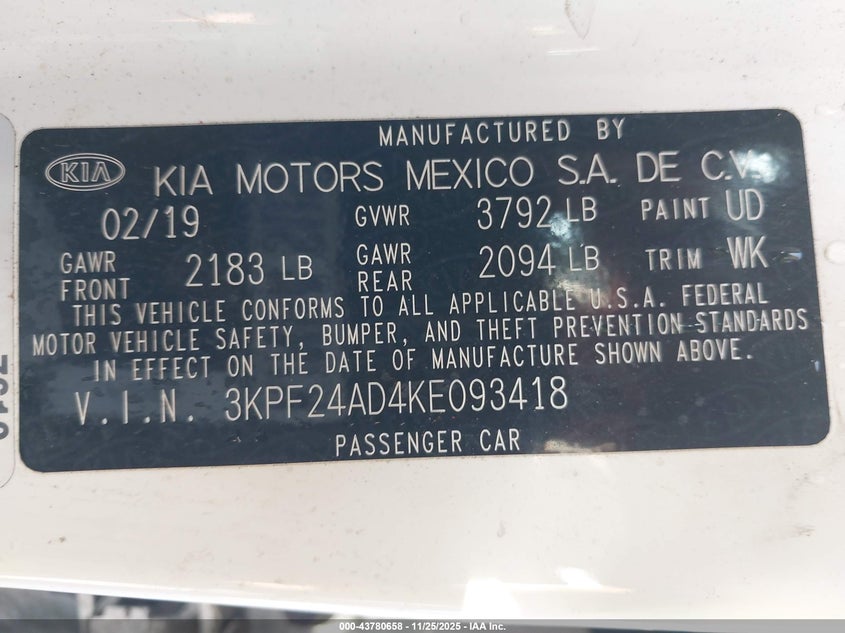 MANUFACTURED BY
KIA KIA MOTORS MEXICO S.A. DE C.V.
02/19 GVWR 3792 LB PAINT UD
GAWR FRONT 2183 LB GAWR REAR 2094 LB TRIM WK
THIS VEHICLE CONFORMS TO ALL APPLICABLE U.S.A. FEDERAL
MOTOR VEHICLE SAFETY, BUMPER, AND THEFT PREVENTION STANDARDS
IN EFFECT ON THE DATE OF MANUFACTURE SHOWN ABOVE.
V.I.N. 3KPF24AD4KE093418
PASSENGER CAR
000-43780658 - 11/25/2025 - IAA Inc.